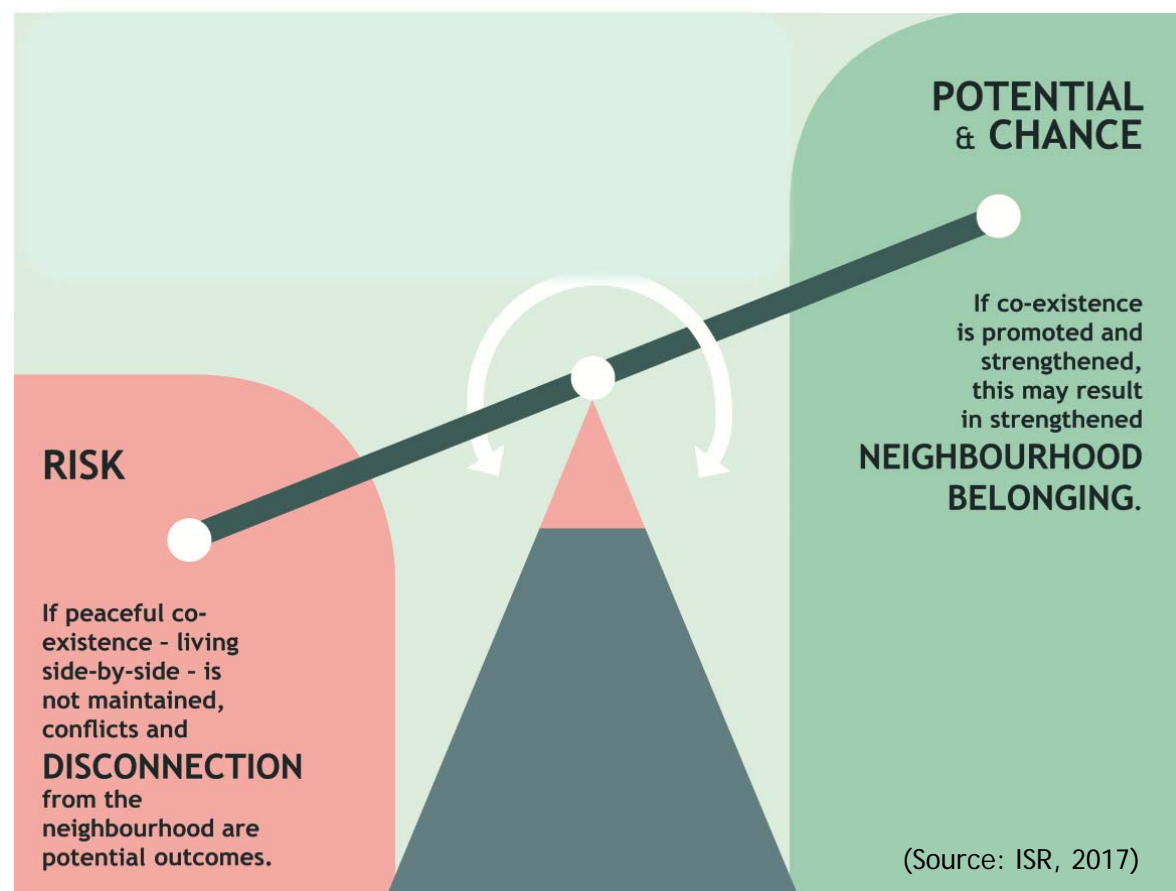 POTENTIAL
& CHANCE
If co-existence
is promoted and
strengthened,
this may result
in strengthened
NEIGHBOURHOOD
BELONGING.
RISK
If peaceful co-
existence – living
side-by-side – is
not maintained,
conflicts and
DISCONNECTION
from the
neighbourhood are
potential outcomes.
(Source: ISR, 2017)